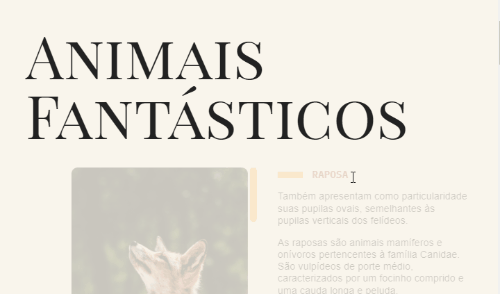 ANIMAIS
FANTÁSTICOS
RAPOSA
Também apresentam como particularidade
suas pupilas ovais, semelhantes às
pupilas verticais dos felídeos.
As raposas são animais mamíferos e
onívoros pertencentes à família Canidae.
São vulpídeos de porte médio,
caracterizados por um focinho comprido e
uma cauda longa e peluda.